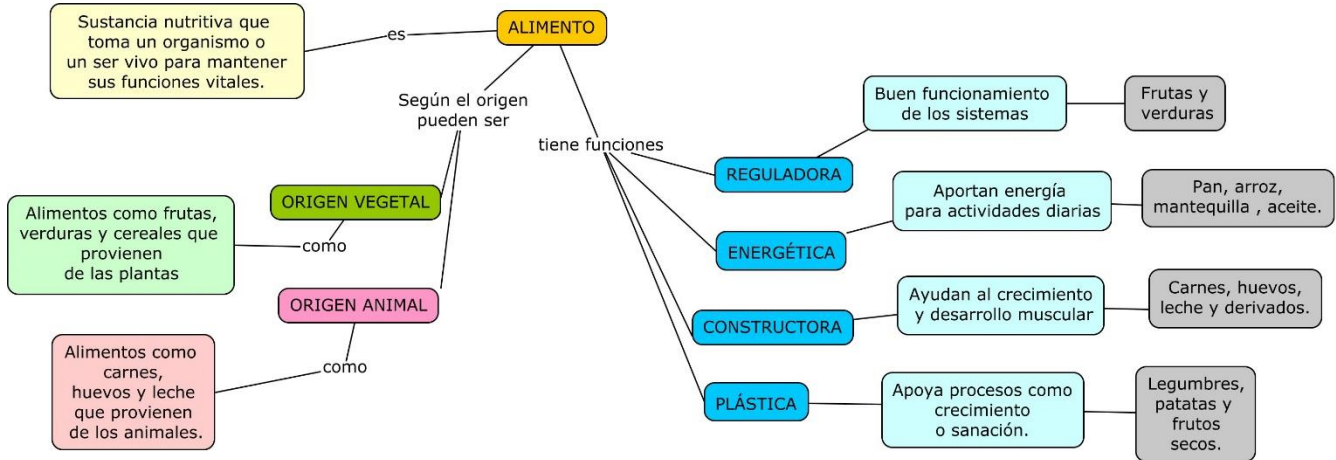 ALIMENTO
es
Sustancia nutritiva que
toma un organismo o
un ser vivo para mantener
sus funciones vitales.
Según el origen
pueden ser
ORIGEN VEGETAL
como
Alimentos como frutas,
verduras y cereales que
provienen
de las plantas
ORIGEN ANIMAL
como
Alimentos como
carnes,
huevos y leche
que provienen
de los animales.
tiene funciones
REGULADORA
Buen funcionamiento
de los sistemas
Frutas y
verduras
ENERGÉTICA
Aportan energía
para actividades diarias
Pan, arroz,
mantequilla , aceite.
CONSTRUCTORA
Ayudan al crecimiento
y desarrollo muscular
Carnes, huevos,
leche y derivados.
PLÁSTICA
Apoya procesos como
crecimiento
o sanación.
Legumbres,
patatas y
frutos
secos.